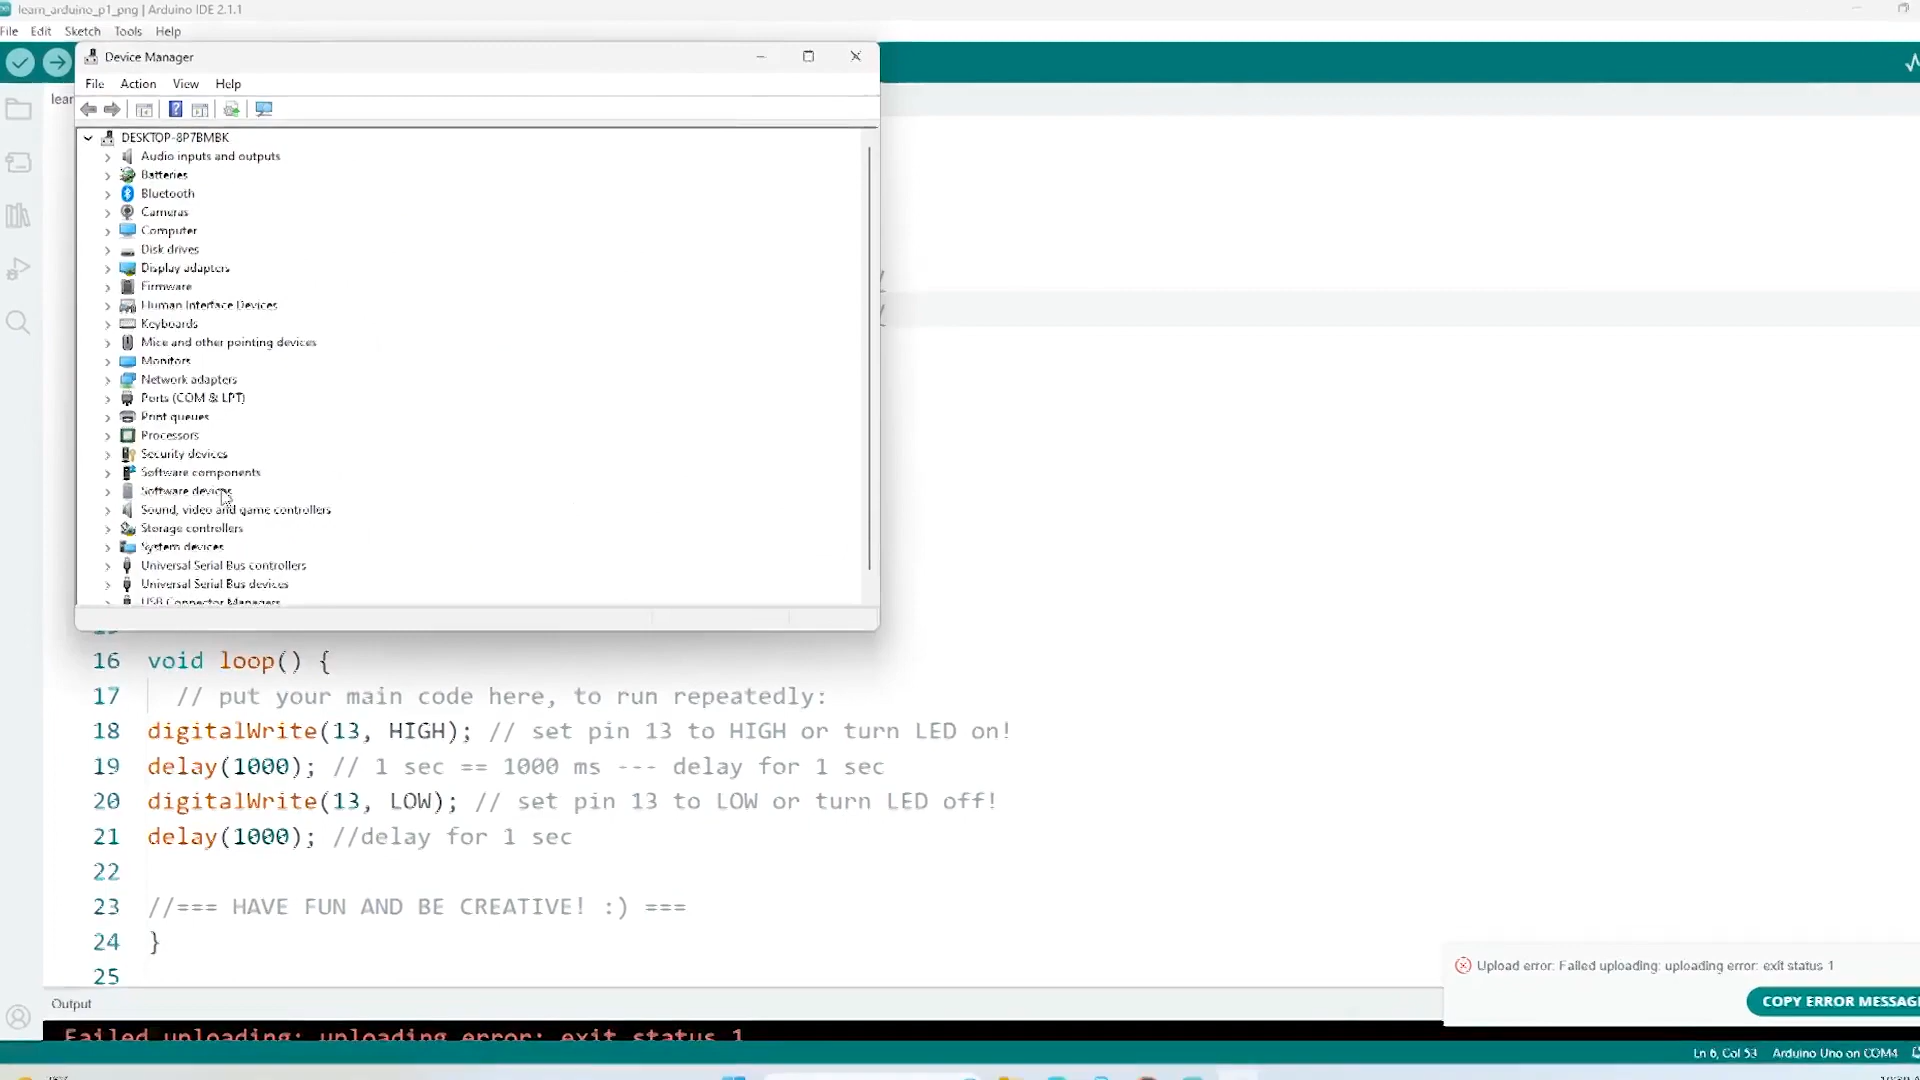 learn_arduino_p1_png | Arduino IDE 2.1.1
File Edit Sketch Tools Help
Device Manager
File Action View Help
DESKTOP-8P7BMBK
Audio inputs and outputs
Batteries
Bluetooth
Cameras
Computer
Disk drives
Display adapters
Firmware
Human Interface Devices
Keyboards
Mice and other pointing devices
Monitors
Network adapters
Ports (COM & LPT)
Print queues
Processors
Security devices
Software components
Software devices
Sound, video and game controllers
Storage controllers
System devices
Universal Serial Bus controllers
Universal Serial Bus devices
USB Connector Managers
16 void loop() {
17 // put your main code here, to run repeatedly:
18 digitalWrite(13, HIGH); // set pin 13 to HIGH or turn LED on!
19 delay(1000); // 1 sec == 1000 ms --- delay for 1 sec
20 digitalWrite(13, LOW); // set pin 13 to LOW or turn LED off!
21 delay(1000); //delay for 1 sec
22
23 //=== HAVE FUN AND BE CREATIVE! :) ===
24 }
25
Upload error: Failed uploading: uploading error: exit status 1
COPY ERROR MESSAG
Output
Failed uploading: uploading error: exit status 1
Ln 6, Col 53 Arduino Uno on COM4